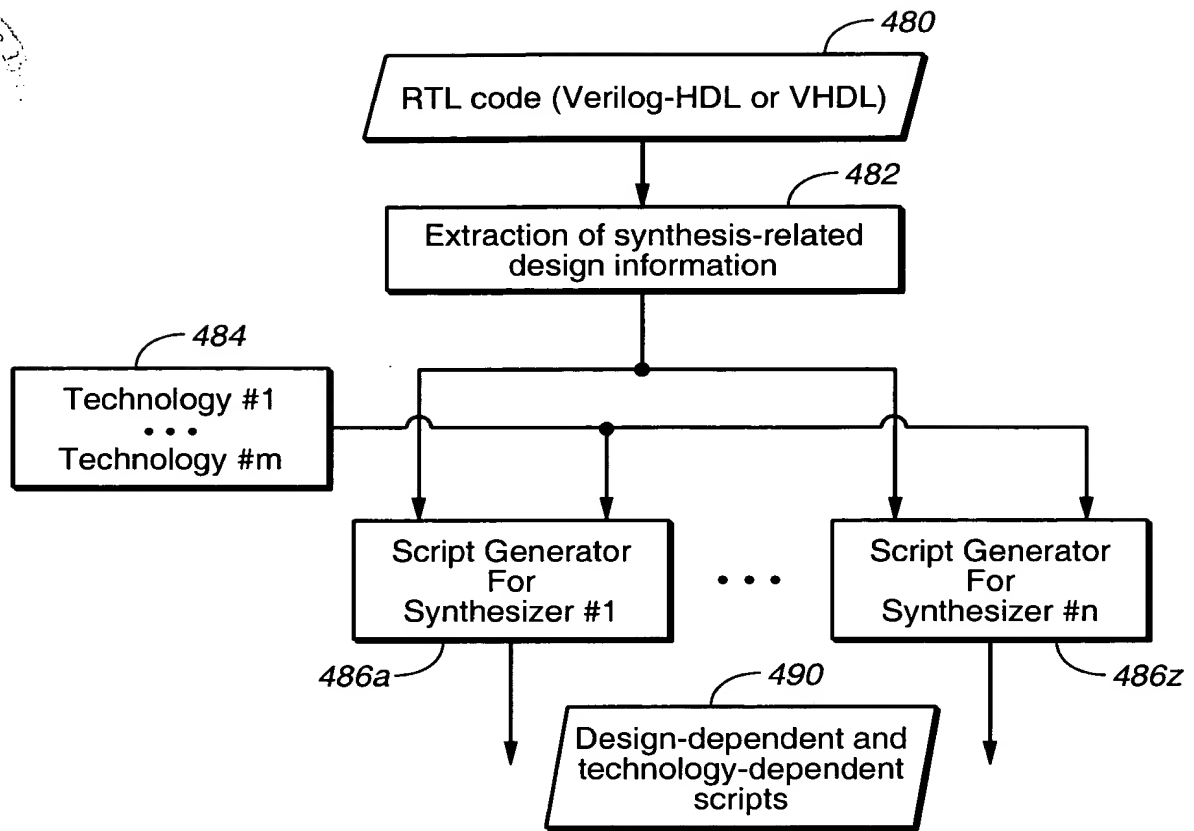 480
RTL code (Verilog-HDL or VHDL)
482
Extraction of synthesis-related
design information
484
Technology #1
• • •
Technology #m
Script Generator
For
Synthesizer #1
• • •
Script Generator
For
Synthesizer #n
486a
486z
490
Design-dependent and
technology-dependent
scripts